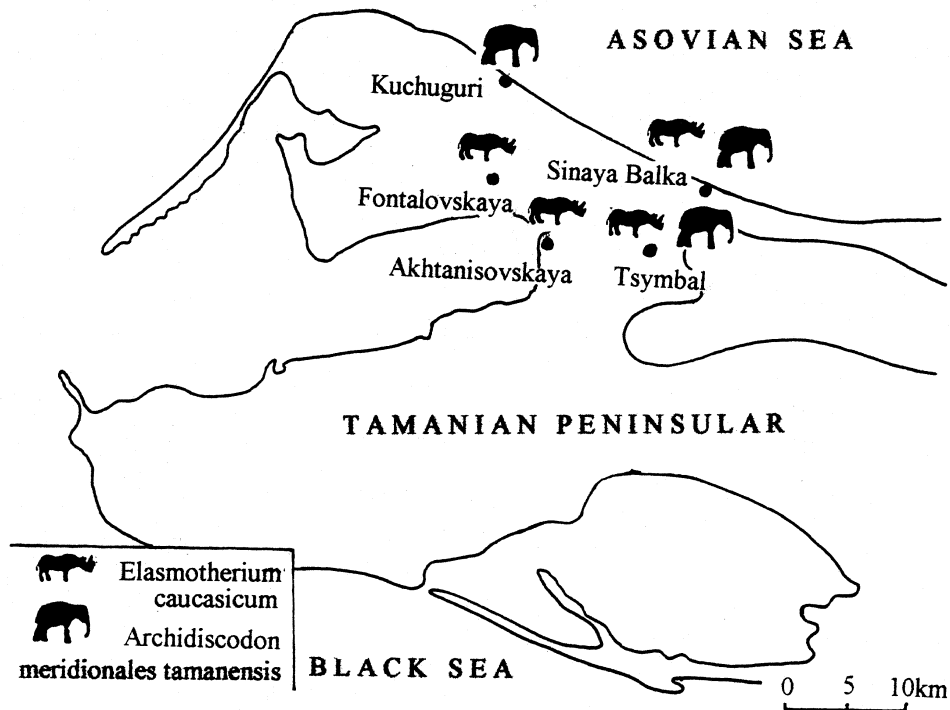 ASOVIAN SEA
Kuchuguri
Sinaya Balka
Fontalovskaya
Akhtanisovskaya
Tsymbal
TAMANIAN PENINSULAR
Elasmotherium
caucasicum
Archidiscodon
meridionales tamanensis
BLACK SEA
0 5 10km